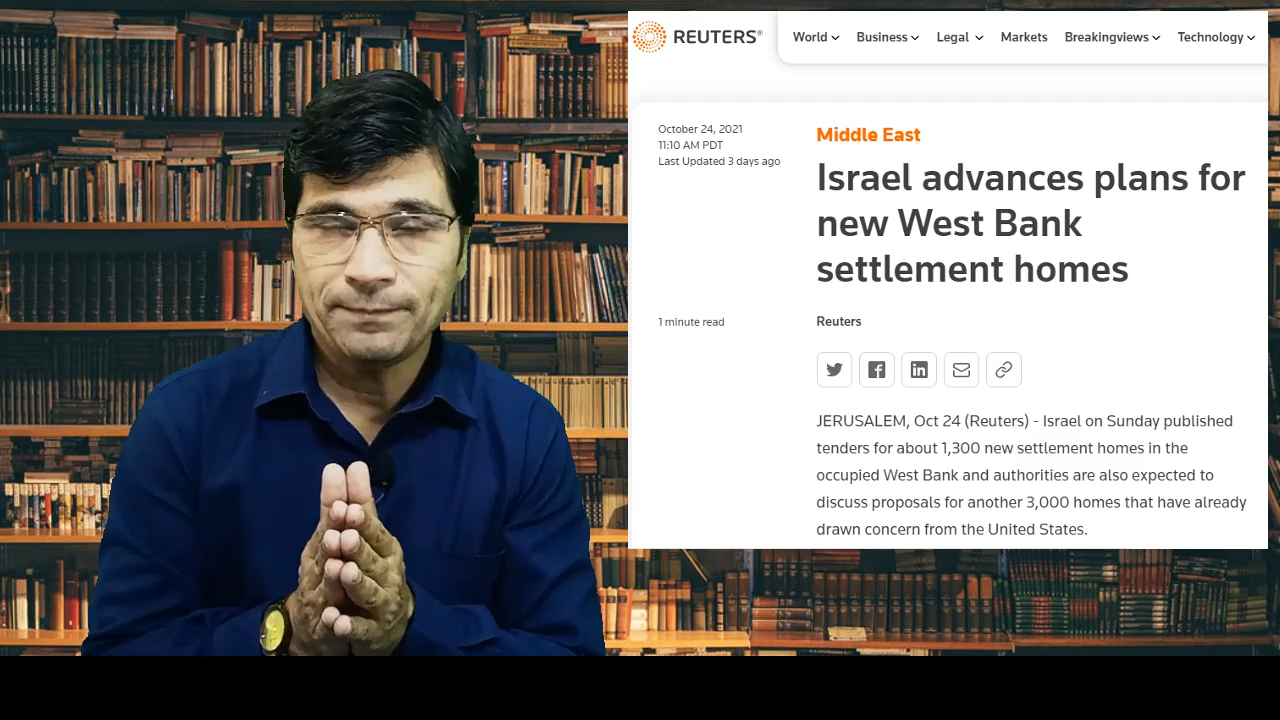 REUTERS®
World Business Legal Markets Breakingviews Technology
October 24, 2021
11:10 AM PDT
Last Updated 3 days ago
Middle East
Israel advances plans for
new West Bank
settlement homes
1 minute read
Reuters
JERUSALEM, Oct 24 (Reuters) - Israel on Sunday published
tenders for about 1,300 new settlement homes in the
occupied West Bank and authorities are also expected to
discuss proposals for another 3,000 homes that have already
drawn concern from the United States.